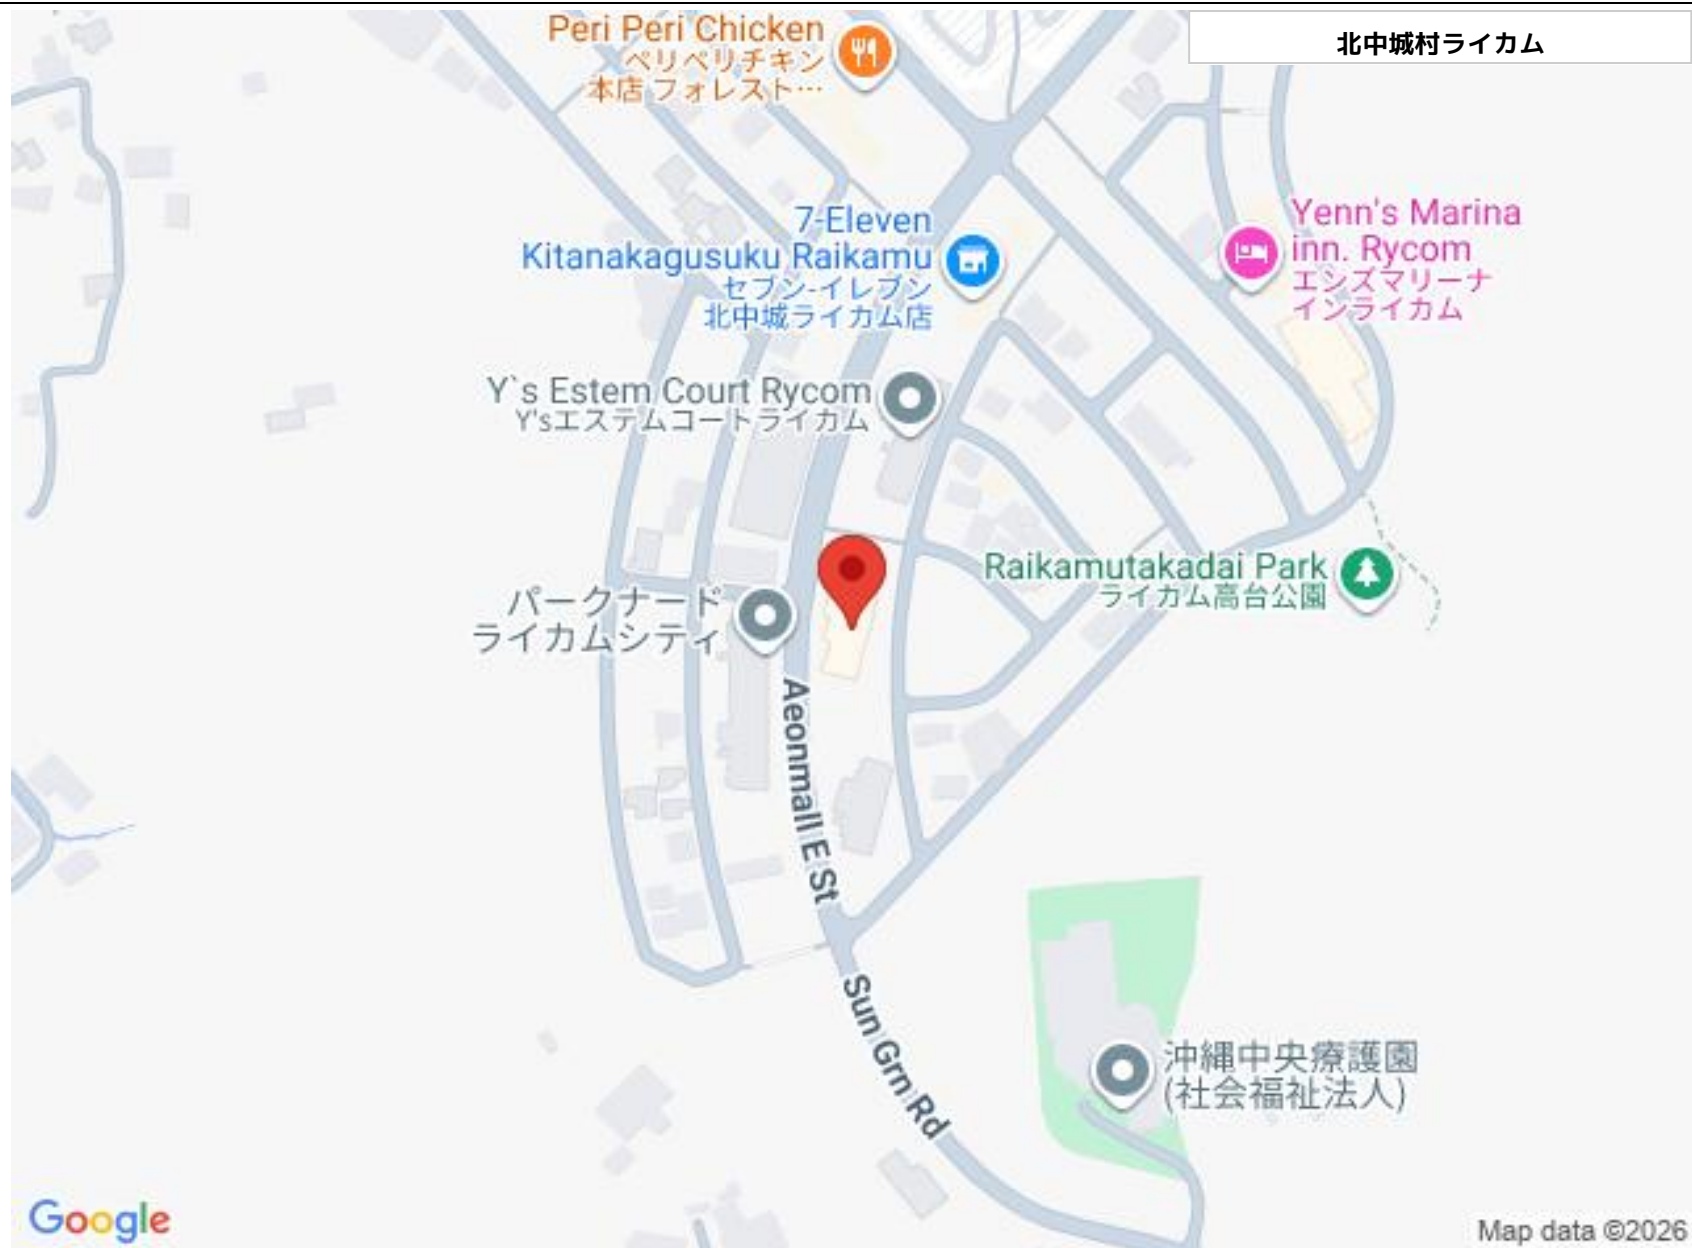 北中城村ライカム
Peri Peri Chicken
ペリペリチキン
本店 フォレスト…
7-Eleven
Kitanakagusuku Raikamu
セブン-イレブン
北中城ライカム店
Yenn's Marina
inn. Rycom
エンズマリーナ
インライカム
Y`s Estem Court Rycom
Y'sエステムコートライカム
Raikamutakadai Park
ライカム高台公園
パークナード
ライカムシティ
Aeonmall E St
Sun Grn Rd
沖縄中央療護園
(社会福祉法人)
Google
Map data ©2026